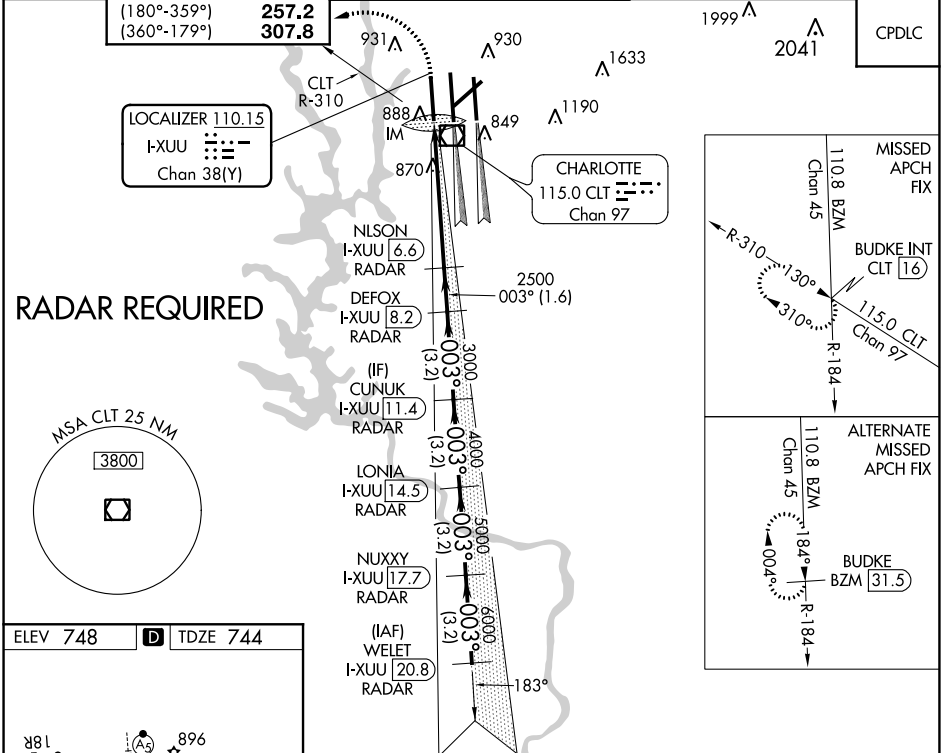 (180°-359°) 257.2
(360°-179°) 307.8
931
930
1633
1999
2041
CPDLC
CLT
R-310
LOCALIZER 110.15
I-XUU
Chan 38(Y)
888
IM
849
1190
870
CHARLOTTE
115.0 CLT
Chan 97
NLSON
I-XUU 6.6
RADAR
2500
003° (1.6)
DEFOX
I-XUU 8.2
RADAR
RADAR REQUIRED
3000
003°
(3.2)
(IF)
CUNUK
I-XUU 11.4
RADAR
4000
003°
(3.2)
LONIA
I-XUU 14.5
RADAR
5000
003°
(3.2)
NUXXY
I-XUU 17.7
RADAR
6000
003°
(3.2)
(IAF)
WELET
I-XUU 20.8
RADAR
183°
MSA CLT 25 NM
3800
MISSED
APCH
FIX
110.8 BZM
Chan 45
R-310
130°
310°
BUDKE INT
CLT 16
115.0 CLT
Chan 97
R-184
ALTERNATE
MISSED
APCH FIX
110.8 BZM
Chan 45
184°
004°
BUDKE
BZM 31.5
R-184
ELEV 748 D TDZE 744
18R
A5
896